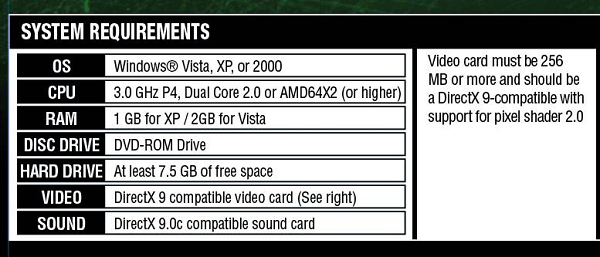 SYSTEM REQUIREMENTS
OS Windows® Vista, XP, or 2000
CPU 3.0 GHz P4, Dual Core 2.0 or AMD64X2 (or higher)
RAM 1 GB for XP / 2GB for Vista
DISC DRIVE DVD-ROM Drive
HARD DRIVE At least 7.5 GB of free space
VIDEO DirectX 9 compatible video card (See right)
SOUND DirectX 9.0c compatible sound card
Video card must be 256
MB or more and should be
a DirectX 9-compatible with
support for pixel shader 2.0